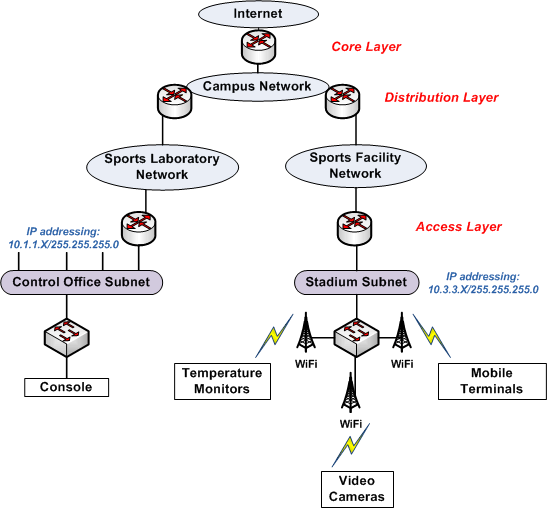 Internet
Core Layer
Campus Network
Distribution Layer
Sports Laboratory
Network
Sports Facility
Network
IP addressing:
10.1.1.X/255.255.255.0
Access Layer
Control Office Subnet
Stadium Subnet
IP addressing:
10.3.3.X/255.255.255.0
WiFi
WiFi
Console
Temperature
Monitors
Mobile
Terminals
WiFi
Video
Cameras